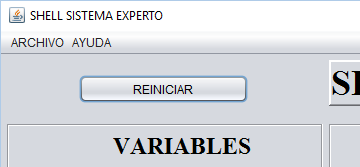 SHELL SISTEMA EXPERTO
ARCHIVO AYUDA
REINICIAR
VARIABLES